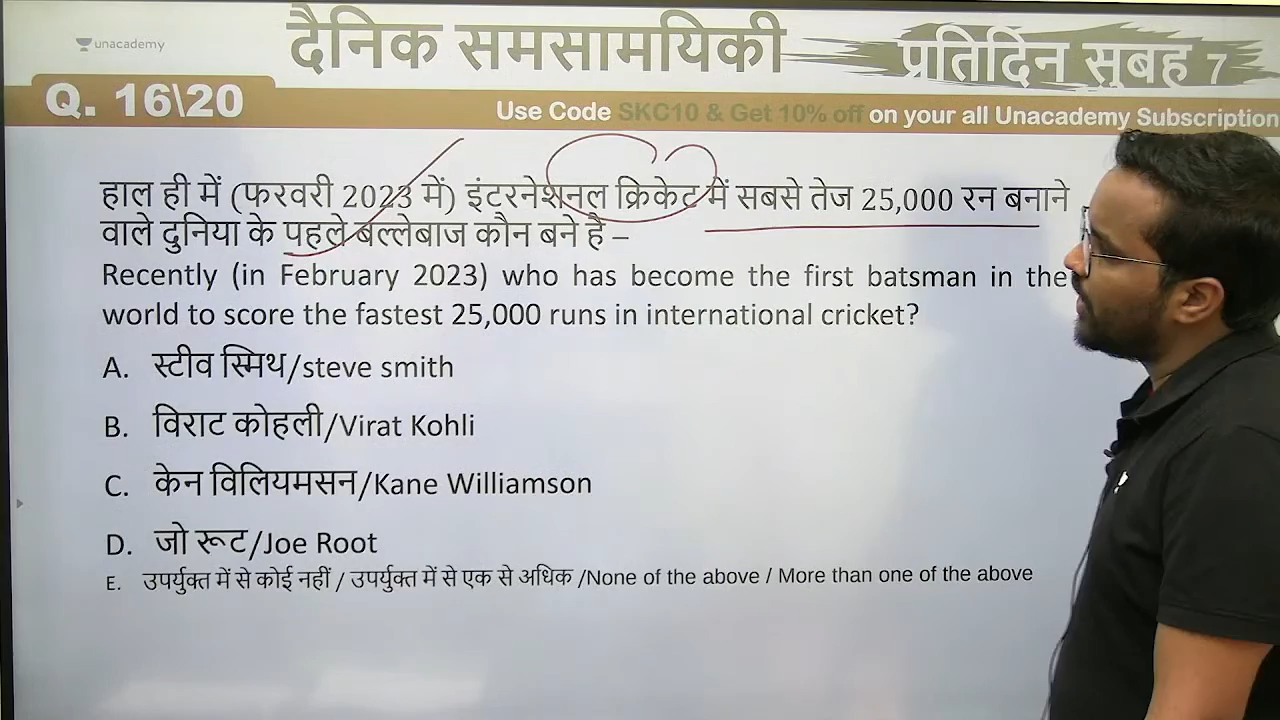 unacademy
दैनिक समसामयिकी
प्रतिदिन सुबह 7
Q. 16\20
Use Code SKC10 & Get 10% off on your all Unacademy Subscription
हाल ही में (फरवरी 2023 में) इंटरनेशनल क्रिकेट में सबसे तेज 25,000 रन बनाने
वाले दुनिया के पहले बल्लेबाज कौन बने है –
Recently (in February 2023) who has become the first batsman in the
world to score the fastest 25,000 runs in international cricket?
A. स्टीव स्मिथ/steve smith
B. विराट कोहली/Virat Kohli
C. केन विलियमसन/Kane Williamson
D. जो रूट/Joe Root
E. उपर्युक्त में से कोई नहीं / उपर्युक्त में से एक से अधिक /None of the above / More than one of the above